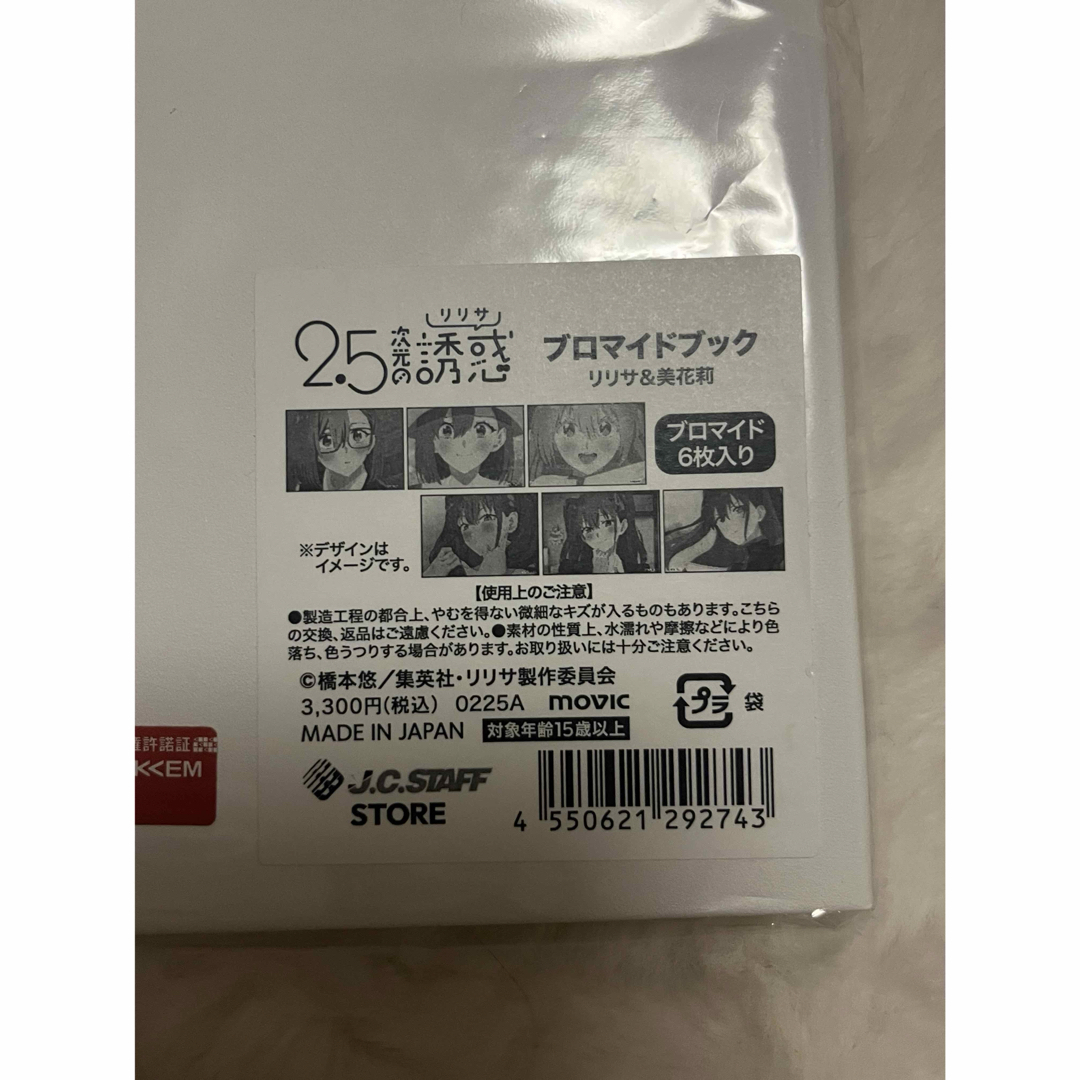 リリサ
2.5次元の誘惑
ブロマイドブック
リリサ&美花莉
ブロマイド
6枚入り
※デザインは
イメージです。
【使用上のご注意】
●製造工程の都合上、やむを得ない微細なキズが入るものもあります。こちら
の交換、返品はご遠慮ください。●素材の性質上、水濡れや摩擦などにより色
落ち、色うつりする場合があります。お取り扱いには十分ご注意ください。
©橋本悠/集英社・リリサ製作委員会
3,300円(税込) 0225A movic
プラ 袋
MADE IN JAPAN 対象年齢15歳以上
許諾証
EM
J.C.STAFF
STORE
4 550621 292743